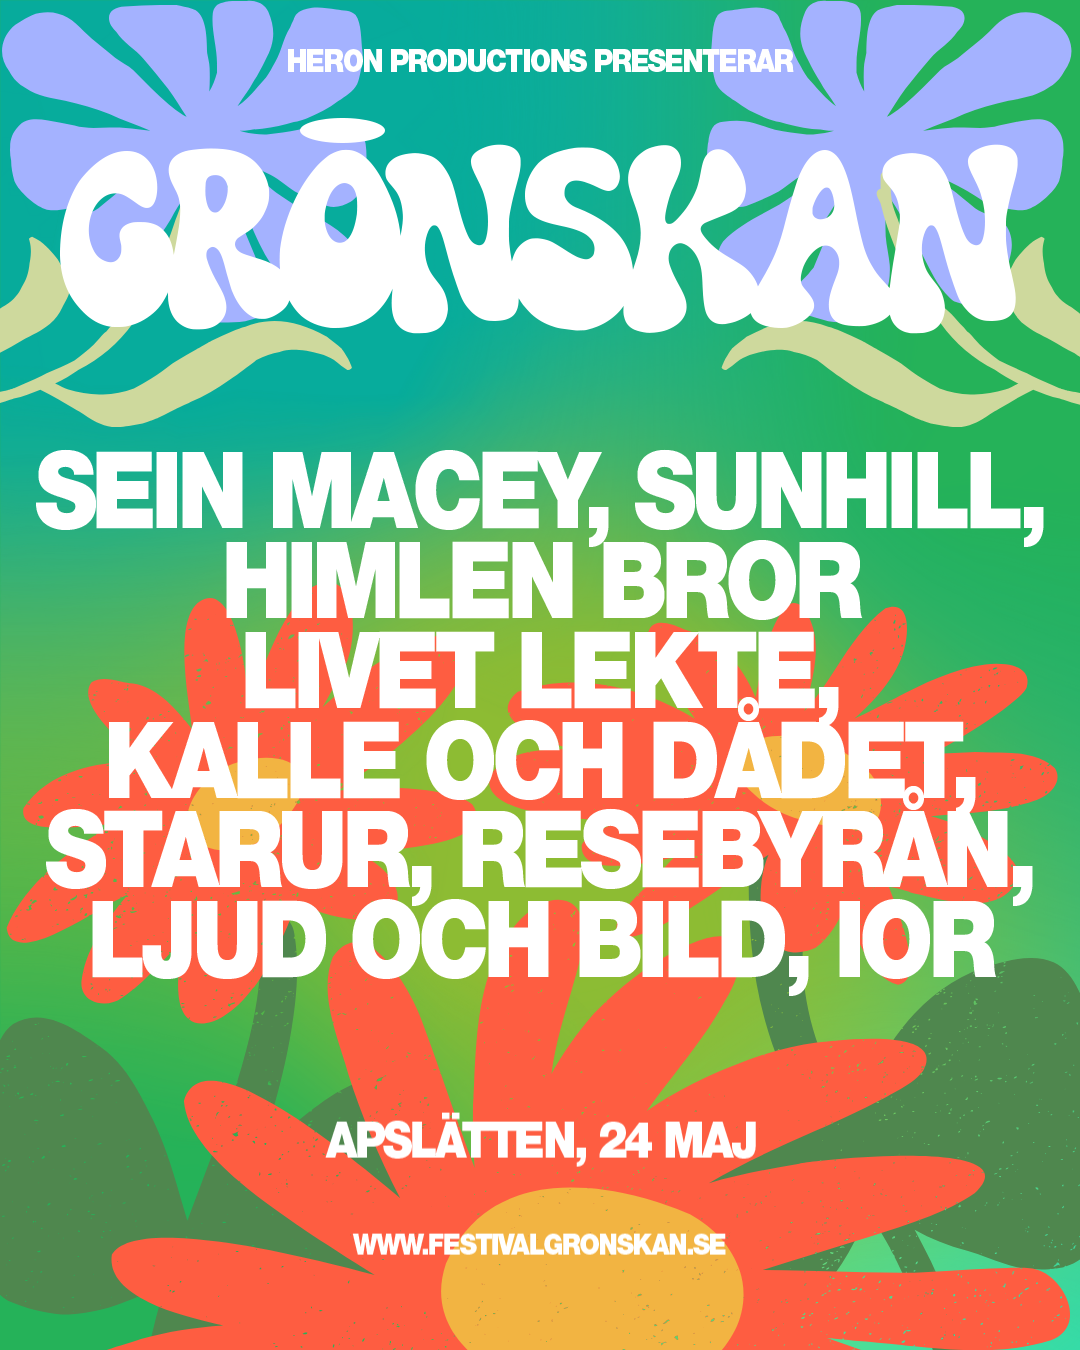 HERON PRODUCTIONS PRESENTERAR
GRÖNSKAN
SEIN MACEY, SUNHILL,
HIMLEN BROR
LIVET LEKTE,
KALLE OCH DÅDET,
STARUR, RESEBYRÅN,
LJUD OCH BILD, IOR
APSLÄTTEN, 24 MAJ
WWW.FESTIVALGRONSKAN.SE